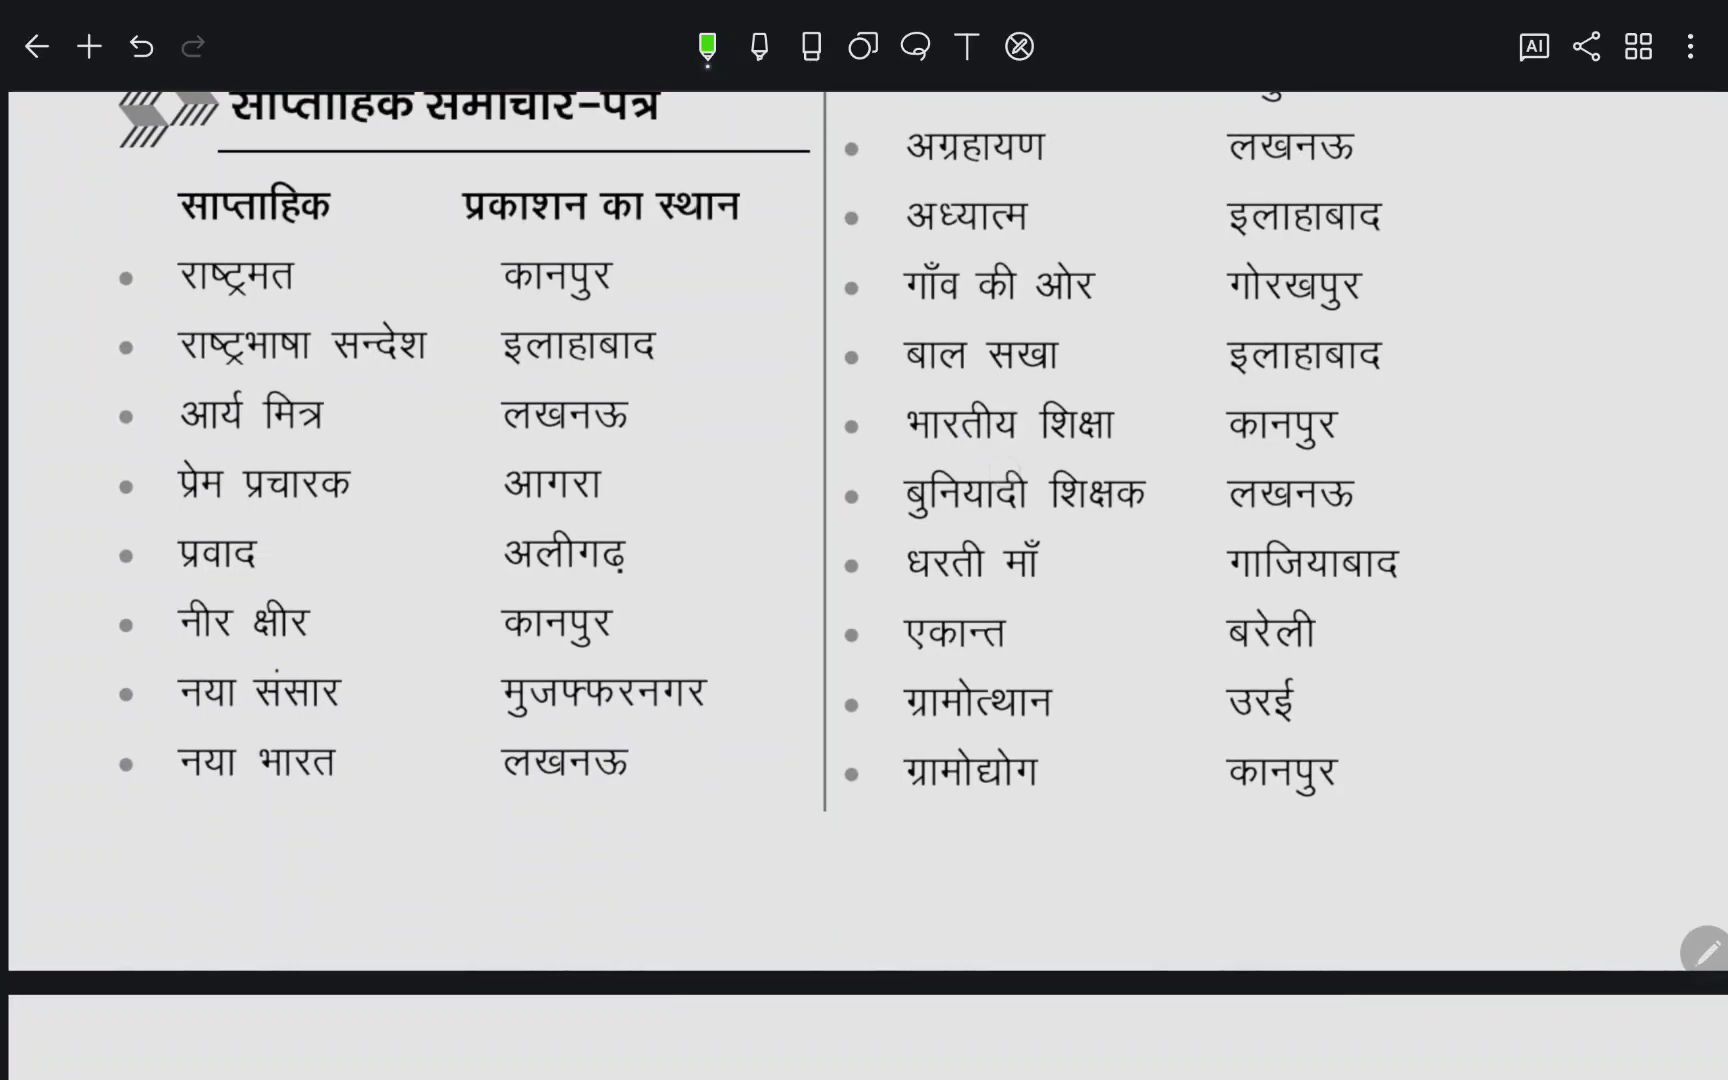 साप्ताहिक समाचार-पत्र
साप्ताहिक प्रकाशन का स्थान
राष्ट्रमत कानपुर
राष्ट्रभाषा सन्देश इलाहाबाद
आर्य मित्र लखनऊ
प्रेम प्रचारक आगरा
प्रवाद अलीगढ़
नीर क्षीर कानपुर
नया संसार मुजफ्फरनगर
नया भारत लखनऊ
अग्रहायण लखनऊ
अध्यात्म इलाहाबाद
गाँव की ओर गोरखपुर
बाल सखा इलाहाबाद
भारतीय शिक्षा कानपुर
बुनियादी शिक्षक लखनऊ
धरती माँ गाजियाबाद
एकान्त बरेली
ग्रामोत्थान उरई
ग्रामोद्योग कानपुर
T
AI